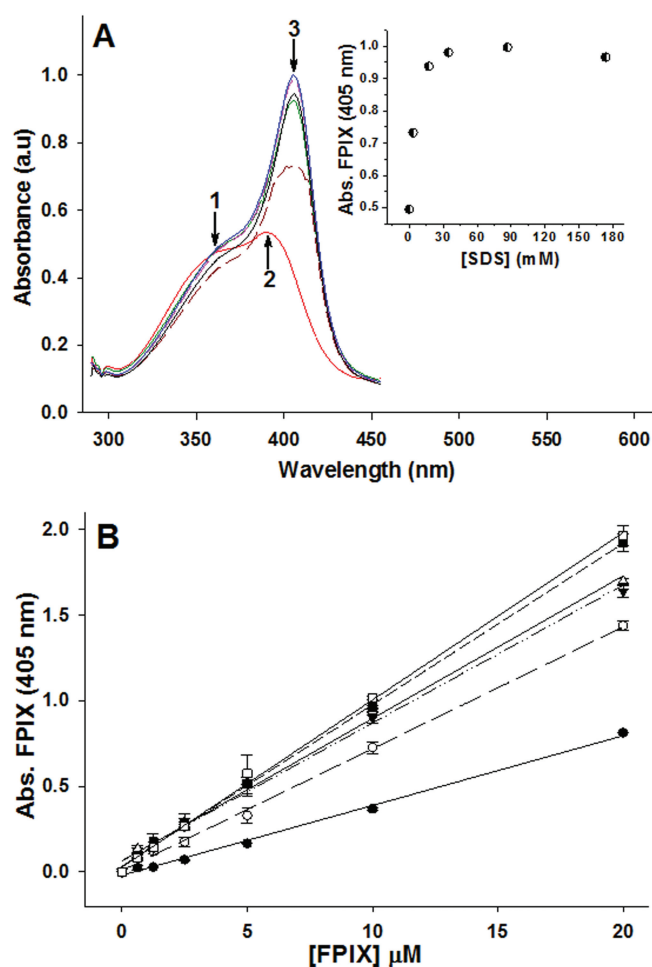 A
1
2
3
Absorbance (a.u)
1.0
0.8
0.6
0.4
0.2
0.0
300 350 400 450 500 550 600
Wavelength (nm)
Abs. FPIX (405 nm)
1.0
0.9
0.8
0.7
0.6
0.5
0 30 60 90 120 150 180
[SDS] (mM)
B
Abs. FPIX (405 nm)
2.0
1.5
1.0
0.5
0.0
0 5 10 15 20
[FPIX] µM